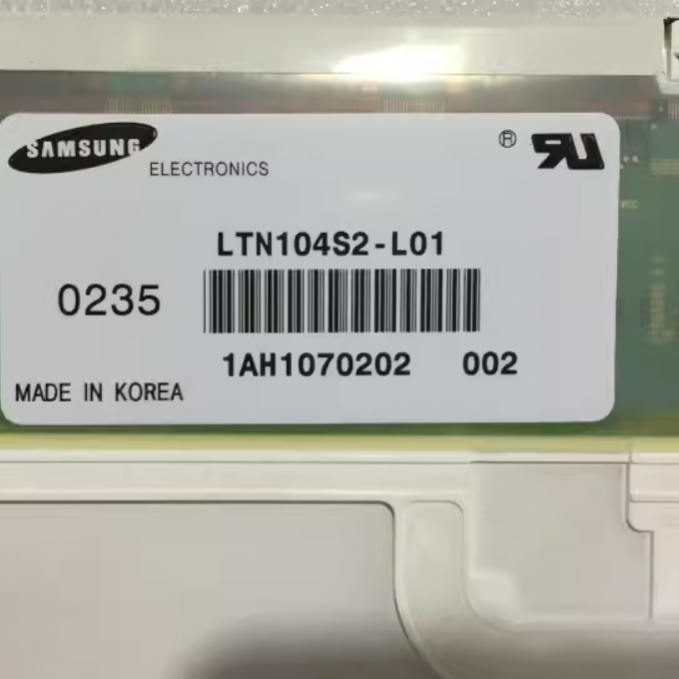 SAMSUNG
ELECTRONICS
®
LTN104S2-L01
0235
1AH1070202 002
MADE IN KOREA